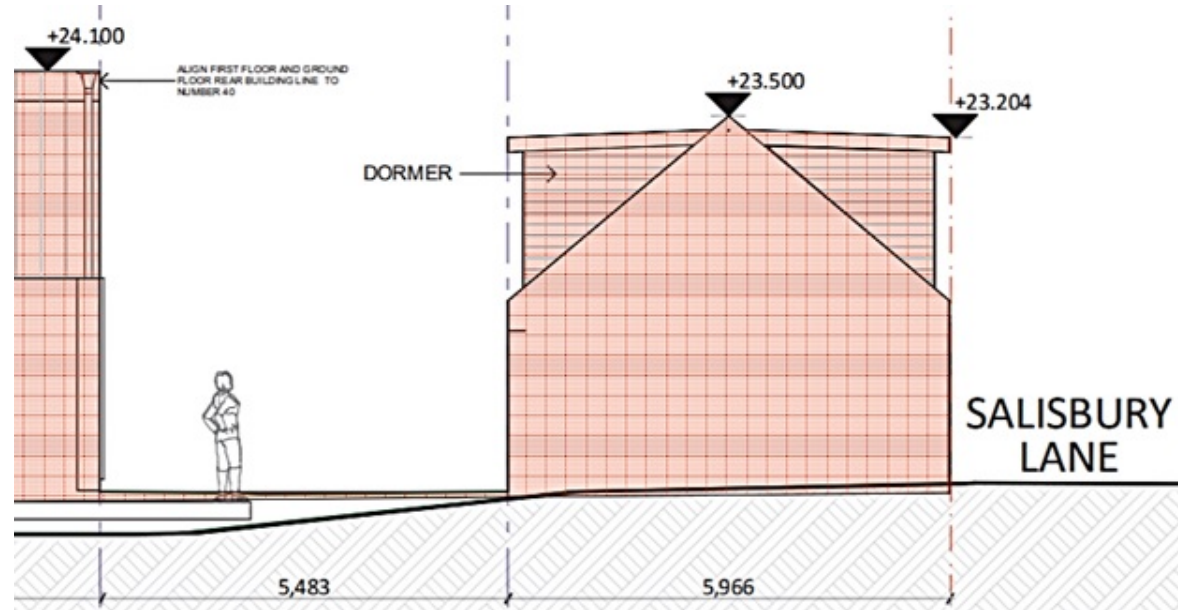 +24.100
ALIGN FIRST FLOOR AND GROUND
FLOOR REAR BUILDING LINE TO
NUMBER 40
+23.500
+23.204
DORMER
SALISBURY
LANE
5,483
5,966